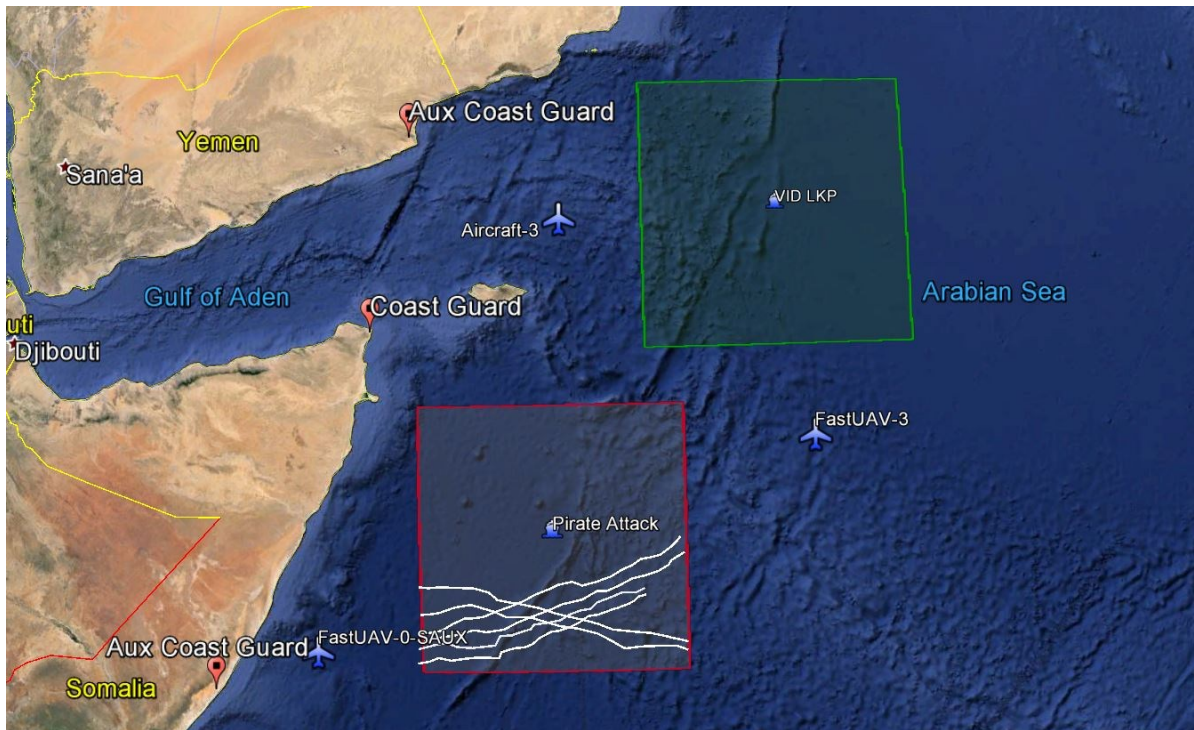 Aux Coast Guard
Yemen
Sana'a
VID LKP
Aircraft-3
Gulf of Aden
Coast Guard
Arabian Sea
uti
Djibouti
FastUAV-3
Pirate Attack
FastUAV-0-SAUX
Aux Coast Guard
Somalia